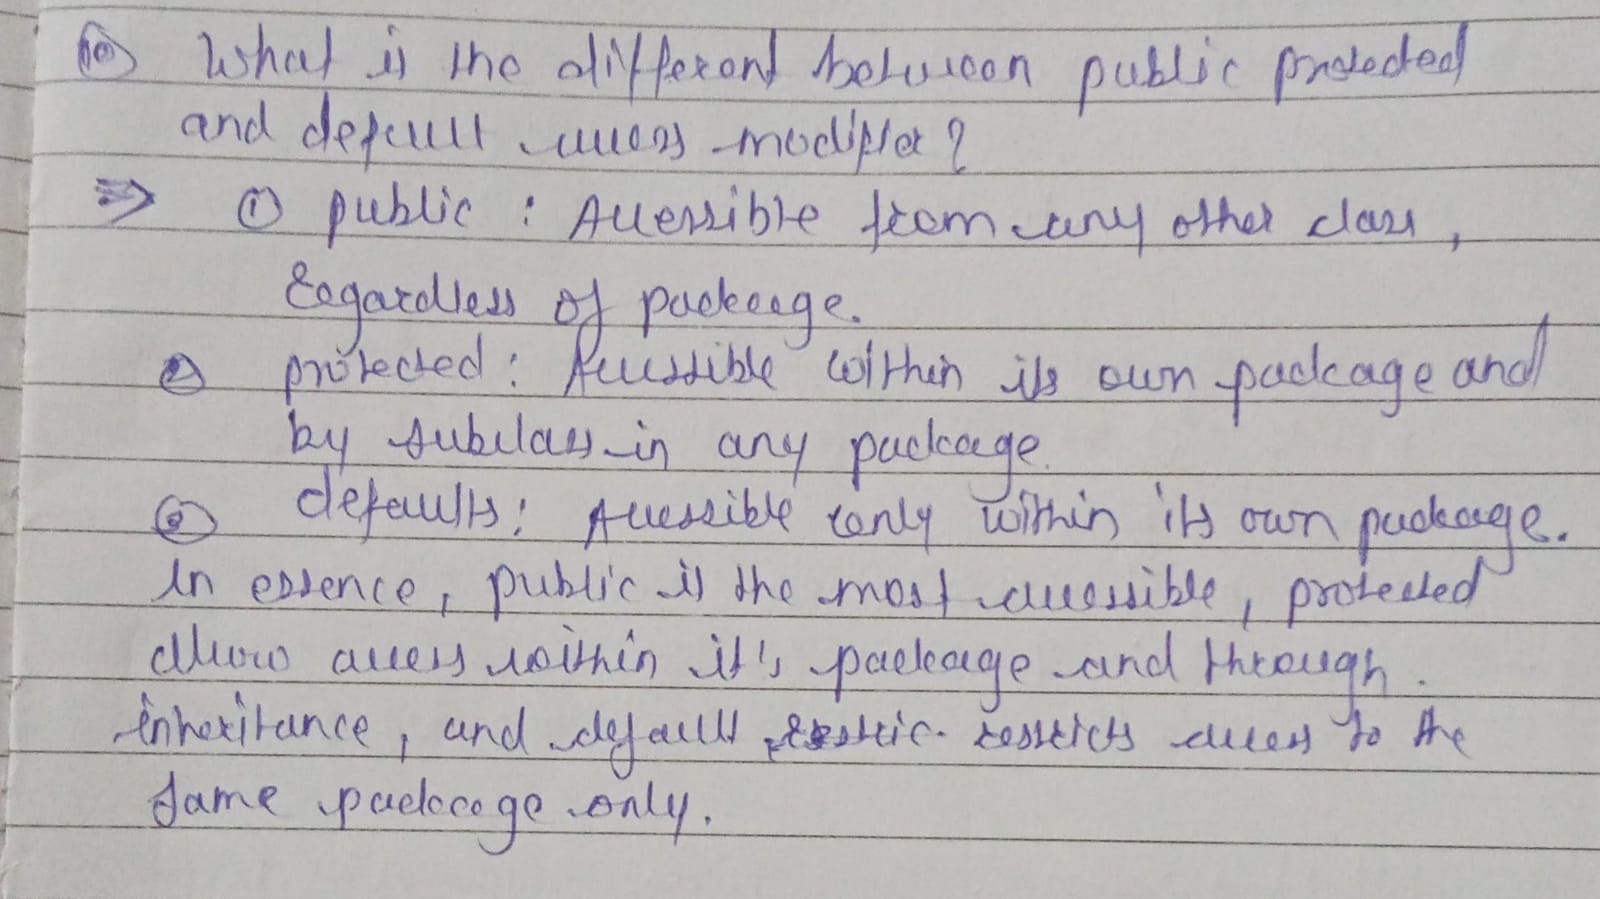 10 What is the different between public protected
and default access modifier?
⇒ ① public : Accessible from any other class,
Regardless of package.
② protected : Accessible within its own package and
by subclass in any package.
③ defaults : Accessible only within its own package.
In essence, public is the most accessible, protected
allow access within it's package and through.
inheritance, and default restricts access to the
same package only.